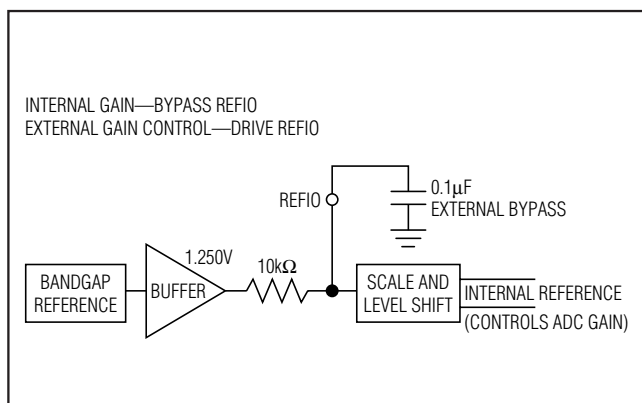 INTERNAL GAIN—BYPASS REFIO
EXTERNAL GAIN CONTROL—DRIVE REFIO
REFIO
0.1µF
EXTERNAL BYPASS
1.250V
10kΩ
BANDGAP
REFERENCE
BUFFER
SCALE AND
LEVEL SHIFT
INTERNAL REFERENCE
(CONTROLS ADC GAIN)